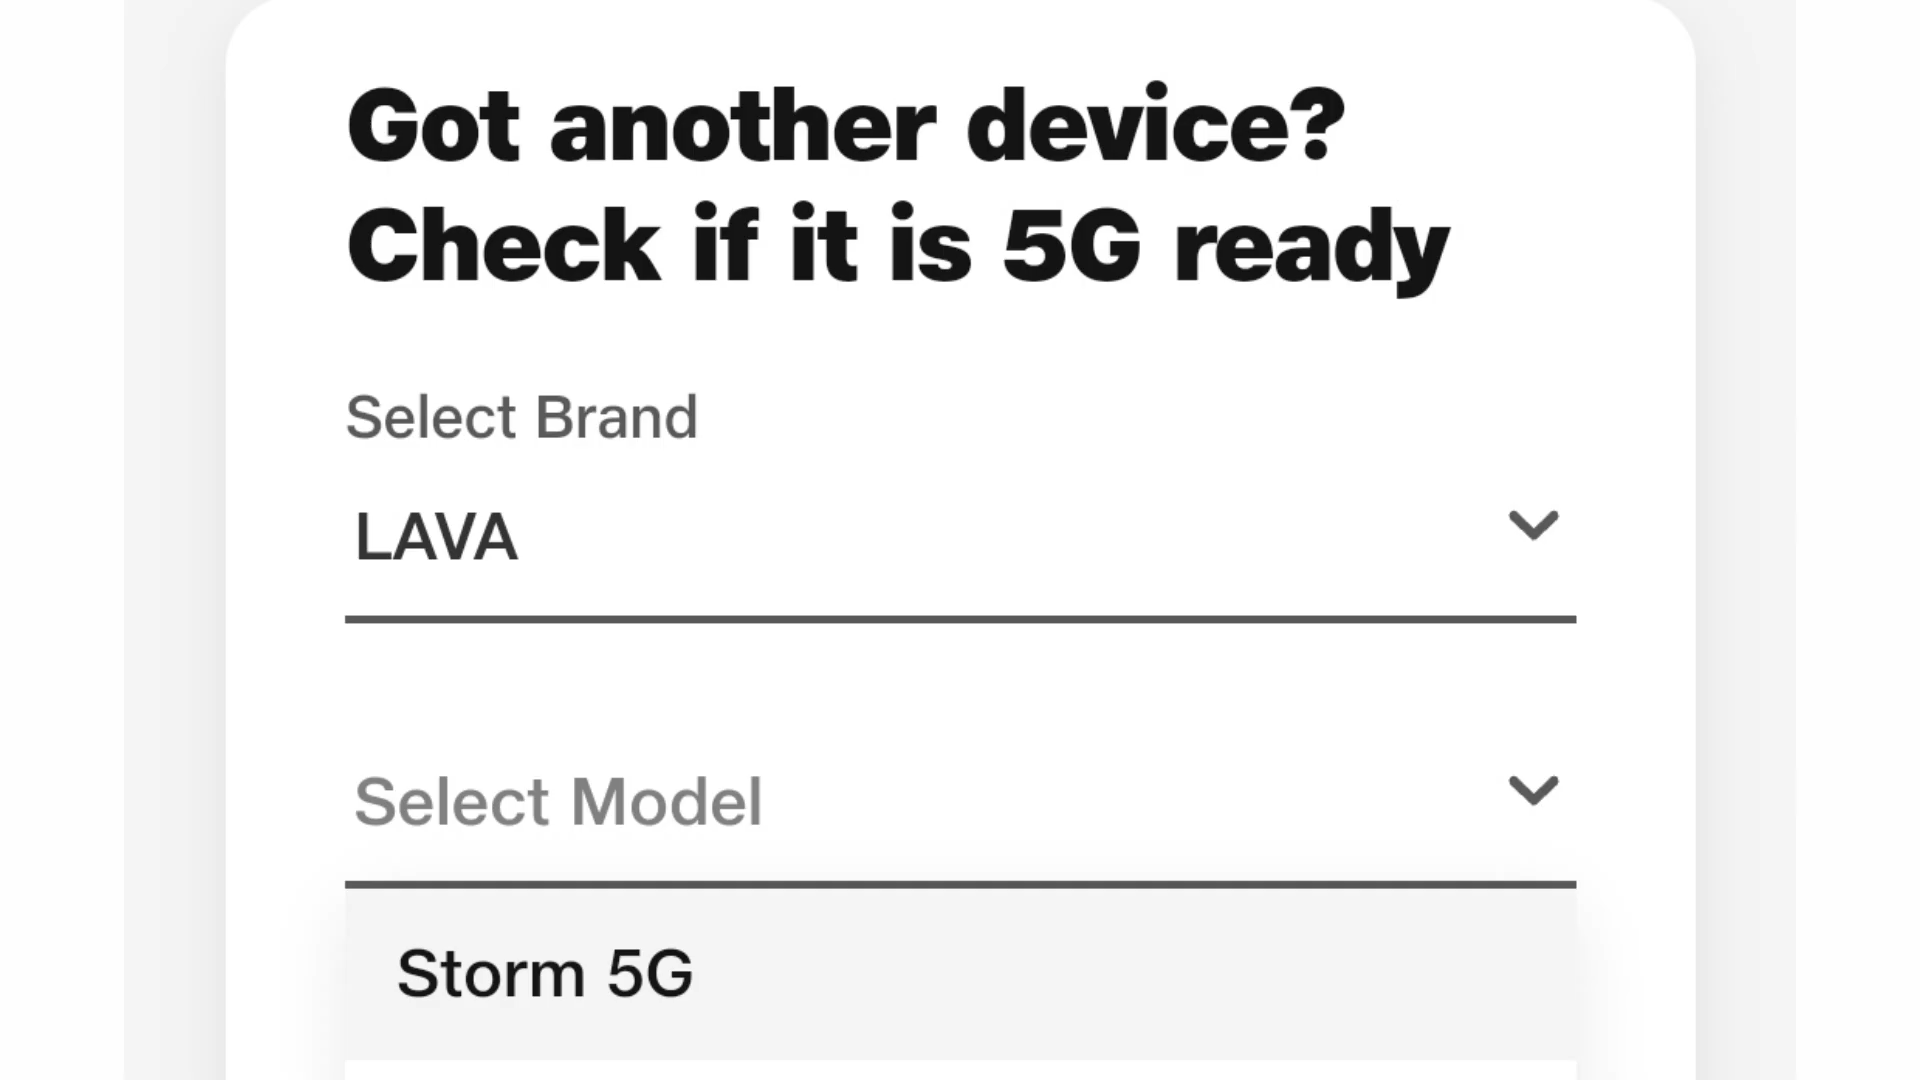 Got another device?
Check if it is 5G ready
Select Brand
LAVA
Select Model
Storm 5G